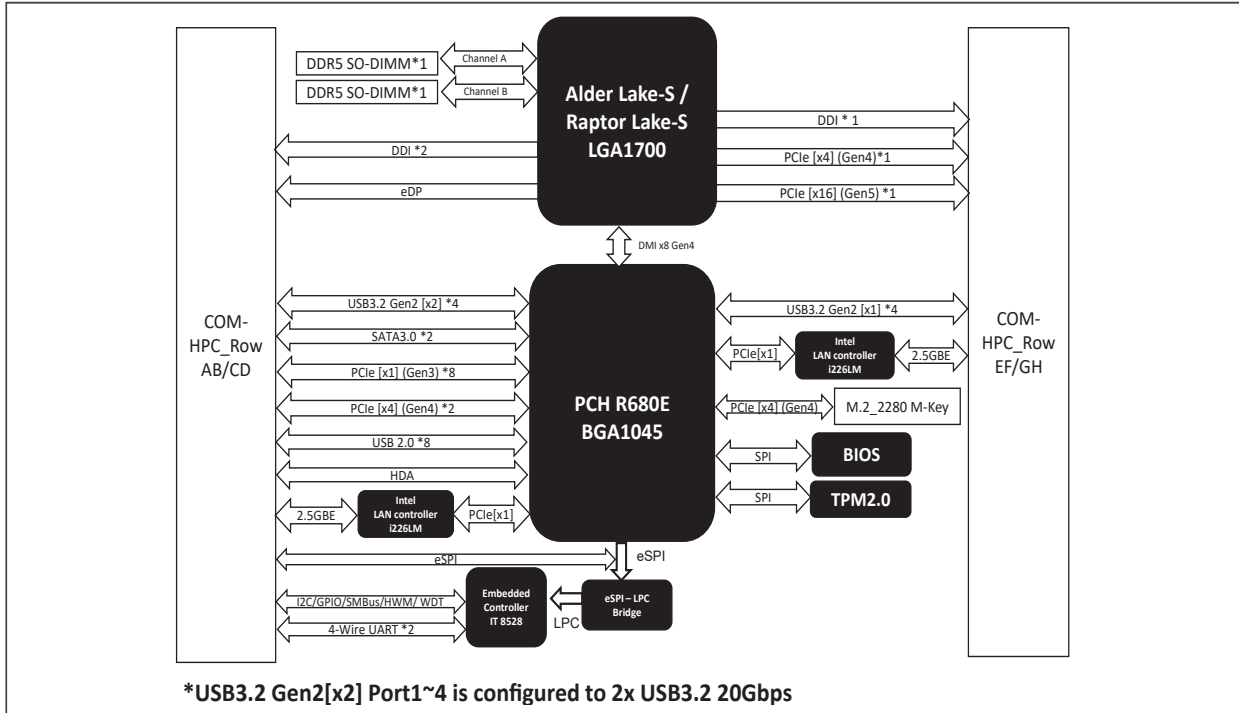 DDR5 SO-DIMM*1
Channel A
DDR5 SO-DIMM*1
Channel B
Alder Lake-S /
Raptor Lake-S
LGA1700
DDI *2
eDP
DDI * 1
PCIe [x4] (Gen4)*1
PCIe [x16] (Gen5) *1
DMI x8 Gen4
COM-
HPC_Row
AB/CD
USB3.2 Gen2 [x2] *4
SATA3.0 *2
PCIe [x1] (Gen3) *8
PCIe [x4] (Gen4) *2
USB 2.0 *8
HDA
2.5GBE
Intel
LAN controller
i226LM
PCIe[x1]
PCH R680E
BGA1045
USB3.2 Gen2 [x1] *4
PCIe[x1]
Intel
LAN controller
i226LM
2.5GBE
PCIe [x4] (Gen4)
M.2_2280 M-Key
SPI
BIOS
SPI
TPM2.0
COM-
HPC_Row
EF/GH
eSPI
eSPI
I2C/GPIO/SMBus/HWM/ WDT
4-Wire UART *2
Embedded
Controller
IT 8528
LPC
eSPI – LPC
Bridge
*USB3.2 Gen2[x2] Port1~4 is configured to 2x USB3.2 20Gbps